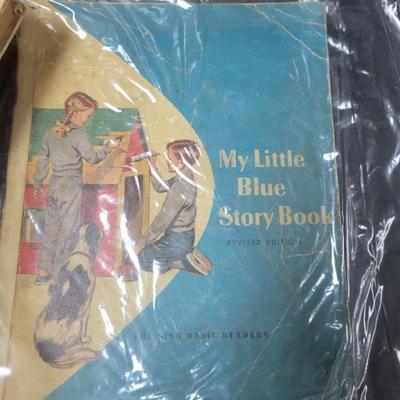 My Little
Blue
Story Book
REVISED EDITION
THE GINN BASIC READERS